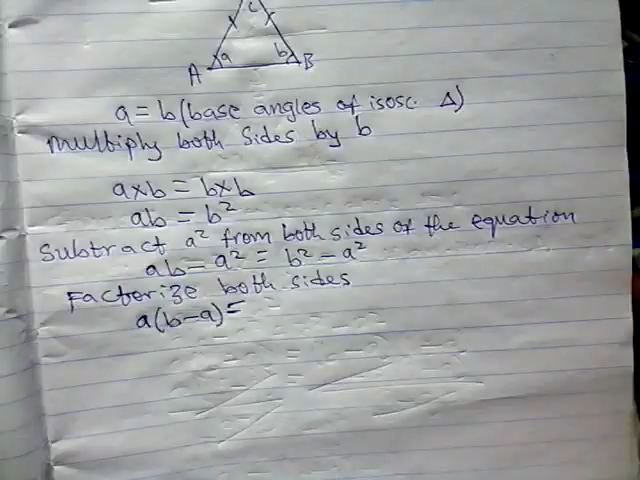 C
A a b B
a = b (base angles of isosc. Δ)
Multiply both sides by b
a x b = b x b
ab = b²
Subtract a² from both sides of the equation
ab - a² = b² - a²
Factorize both sides
a(b-a) =